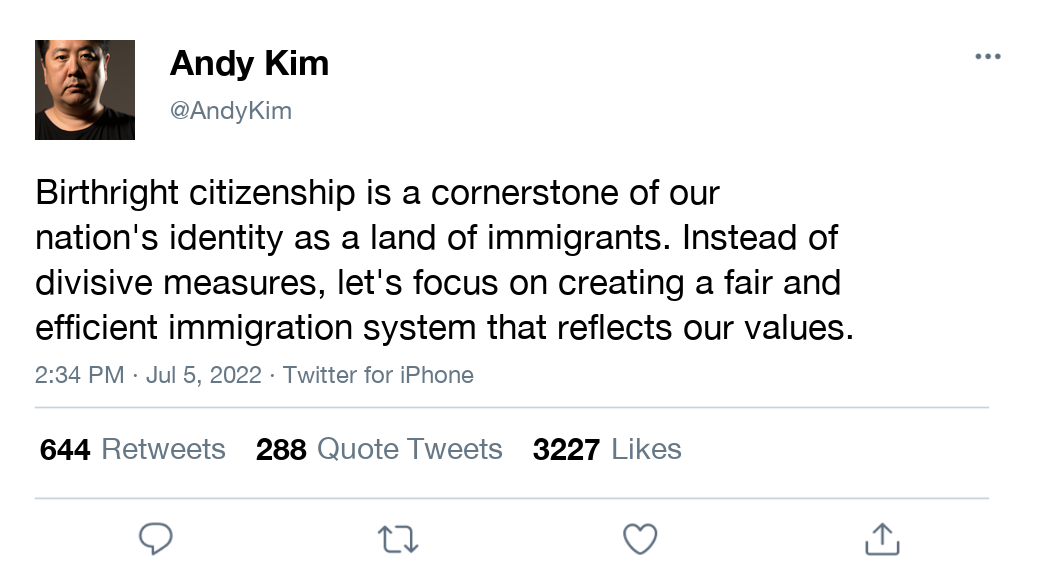 Andy Kim
@AndyKim
Birthright citizenship is a cornerstone of our
nation's identity as a land of immigrants. Instead of
divisive measures, let's focus on creating a fair and
efficient immigration system that reflects our values.
2:34 PM · Jul 5, 2022 · Twitter for iPhone
644 Retweets 288 Quote Tweets 3227 Likes